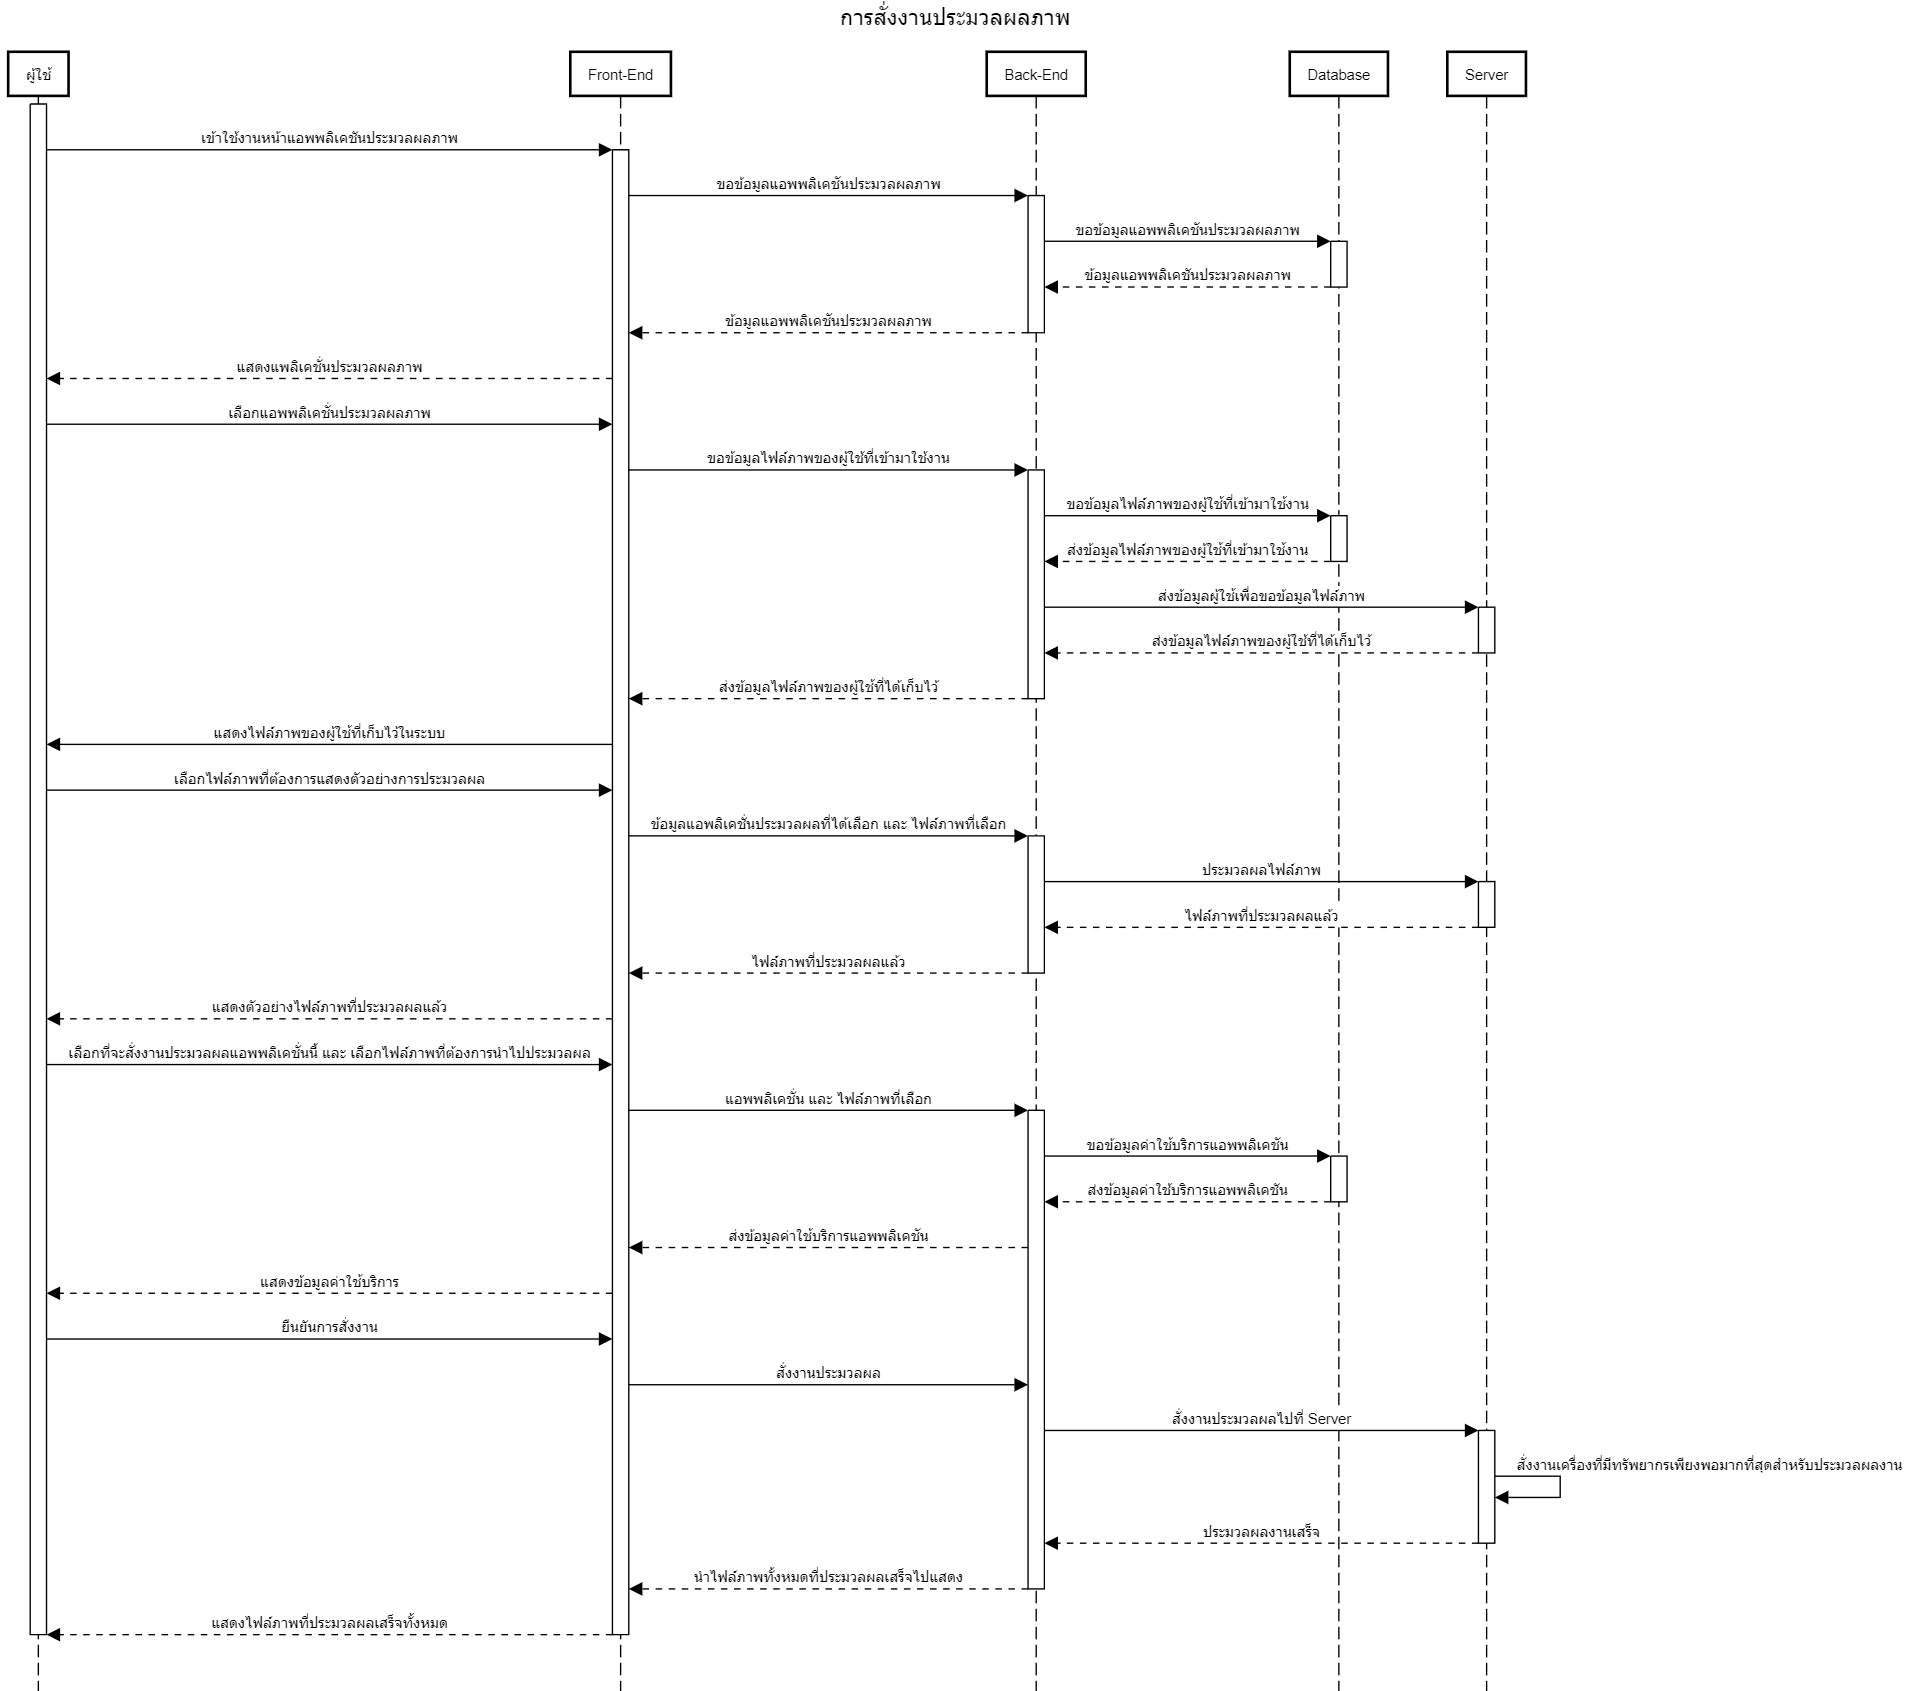 การสั่งงานประมวลผลภาพ
ผู้ใช้
Front-End
Back-End
Database
Server
เข้าใช้งานหน้าแอพพลิเคชันประมวลผลภาพ
ขอข้อมูลแอพพลิเคชันประมวลผลภาพ
ขอข้อมูลแอพพลิเคชันประมวลผลภาพ
ข้อมูลแอพพลิเคชันประมวลผลภาพ
ข้อมูลแอพพลิเคชันประมวลผลภาพ
แสดงแพลิเคชั่นประมวลผลภาพ
เลือกแอพพลิเคชั่นประมวลผลภาพ
ขอข้อมูลไฟล์ภาพของผู้ใช้ที่เข้ามาใช้งาน
ขอข้อมูลไฟล์ภาพของผู้ใช้ที่เข้ามาใช้งาน
ส่งข้อมูลไฟล์ภาพของผู้ใช้ที่เข้ามาใช้งาน
ส่งข้อมูลผู้ใช้เพื่อขอข้อมูลไฟล์ภาพ
ส่งข้อมูลไฟล์ภาพของผู้ใช้ที่ได้เก็บไว้
ส่งข้อมูลไฟล์ภาพของผู้ใช้ที่ได้เก็บไว้
แสดงไฟล์ภาพของผู้ใช้ที่เก็บไว้ในระบบ
เลือกไฟล์ภาพที่ต้องการแสดงตัวอย่างการประมวลผล
ข้อมูลแอพลิเคชั่นประมวลผลที่ได้เลือก และ ไฟล์ภาพที่เลือก
ประมวลผลไฟล์ภาพ
ไฟล์ภาพที่ประมวลผลแล้ว
ไฟล์ภาพที่ประมวลผลแล้ว
แสดงตัวอย่างไฟล์ภาพที่ประมวลผลแล้ว
เลือกที่จะสั่งงานประมวลผลแอพพลิเคชั่นนี้ และ เลือกไฟล์ภาพที่ต้องการนำไปประมวลผล
แอพพลิเคชั่น และ ไฟล์ภาพที่เลือก
ขอข้อมูลค่าใช้บริการแอพพลิเคชัน
ส่งข้อมูลค่าใช้บริการแอพพลิเคชัน
ส่งข้อมูลค่าใช้บริการแอพพลิเคชัน
แสดงข้อมูลค่าใช้บริการ
ยืนยันการสั่งงาน
สั่งงานประมวลผล
สั่งงานประมวลผลไปที่ Server
สั่งงานเครื่องที่มีทรัพยากรเพียงพอมากที่สุดสำหรับประมวลผลงาน
ประมวลผลงานเสร็จ
นำไฟล์ภาพทั้งหมดที่ประมวลผลเสร็จไปแสดง
แสดงไฟล์ภาพที่ประมวลผลเสร็จทั้งหมด